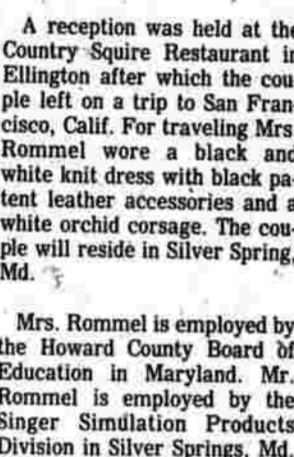 A reception was held at the
Country Squire Restaurant in
Ellington after which the cou-
ple left on a trip to San Fran-
cisco, Calif. For traveling Mrs.
Rommel wore a black and
white knit dress with black pa-
tent leather accessories and a
white orchid corsage. The cou-
ple will reside in Silver Spring,
Md.
Mrs. Rommel is employed by
the Howard County Board of
Education in Maryland. Mr.
Rommel is employed by the
Singer Simulation Products
Division in Silver Springs, Md.